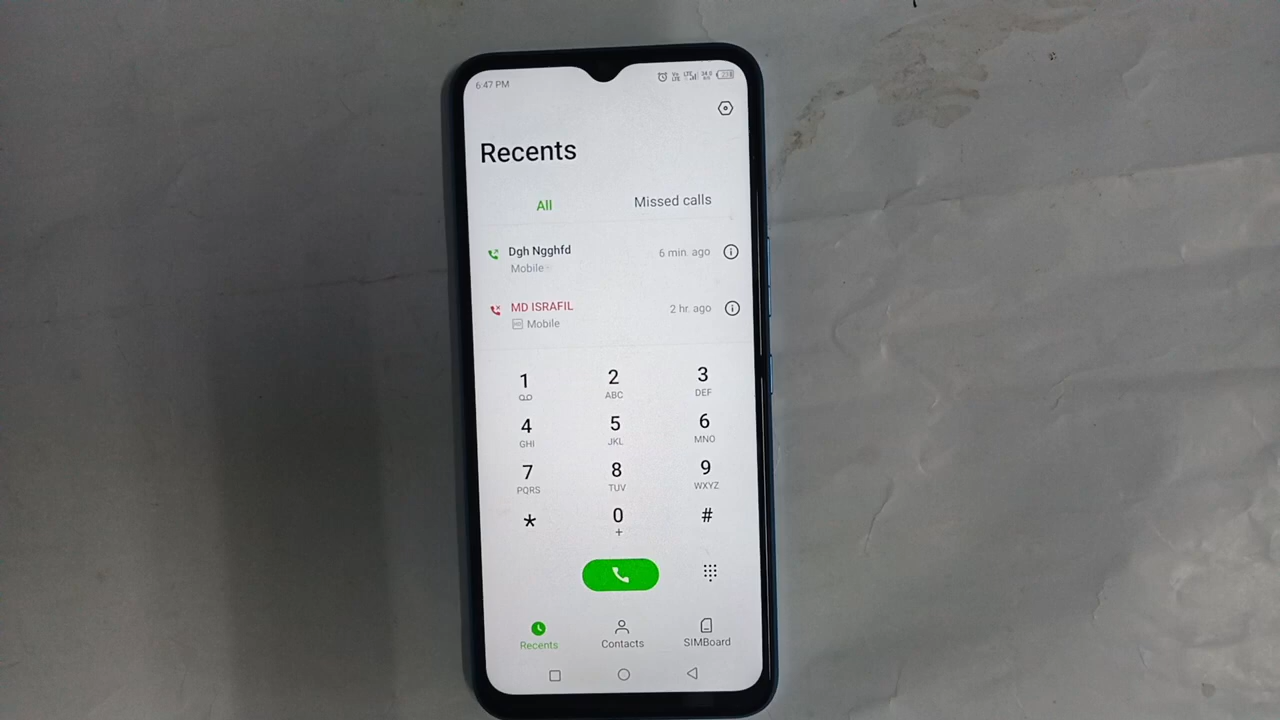 6:47 PM
Recents
All Missed calls
Dgh Ngghfd 6 min. ago
Mobile
MD ISRAFIL 2 hr. ago
HD Mobile
1 2 3
ABC DEF
4 5 6
GHI JKL MNO
7 8 9
PQRS TUV WXYZ
* 0 #
+
Recents Contacts SIMBoard